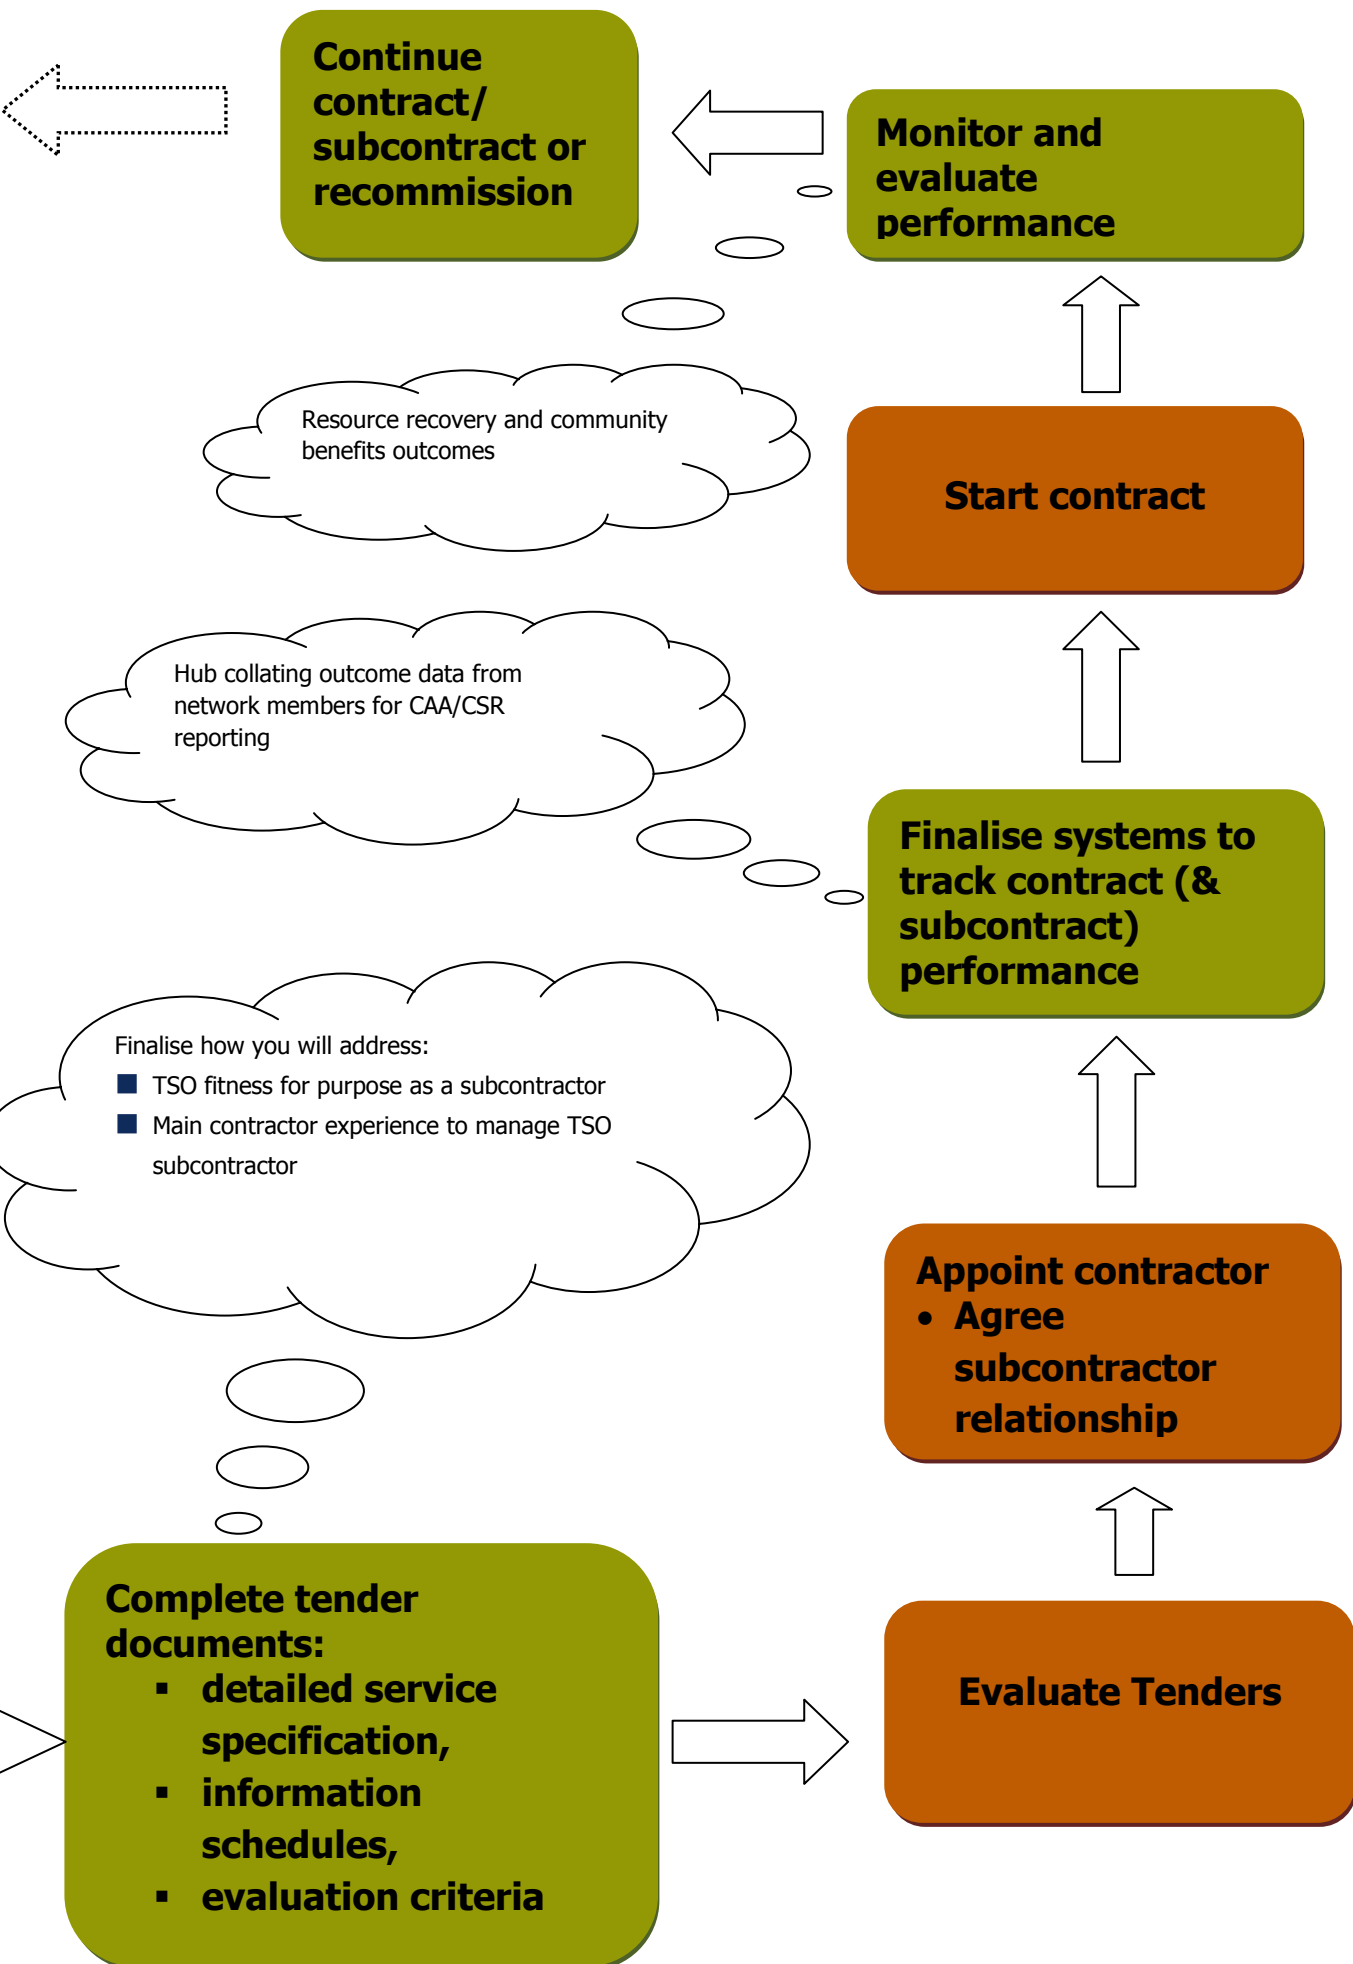 Continue
contract/
subcontract or
recommission
Monitor and
evaluate
performance
Resource recovery and community
benefits outcomes
Start contract
Hub collating outcome data from
network members for CAA/CSR
reporting
Finalise systems to
track contract (&
subcontract)
performance
Finalise how you will address:
■ TSO fitness for purpose as a subcontractor
■ Main contractor experience to manage TSO
subcontractor
Appoint contractor
• Agree
subcontractor
relationship
Complete tender
documents:
▪ detailed service
specification,
▪ information
schedules,
▪ evaluation criteria
Evaluate Tenders